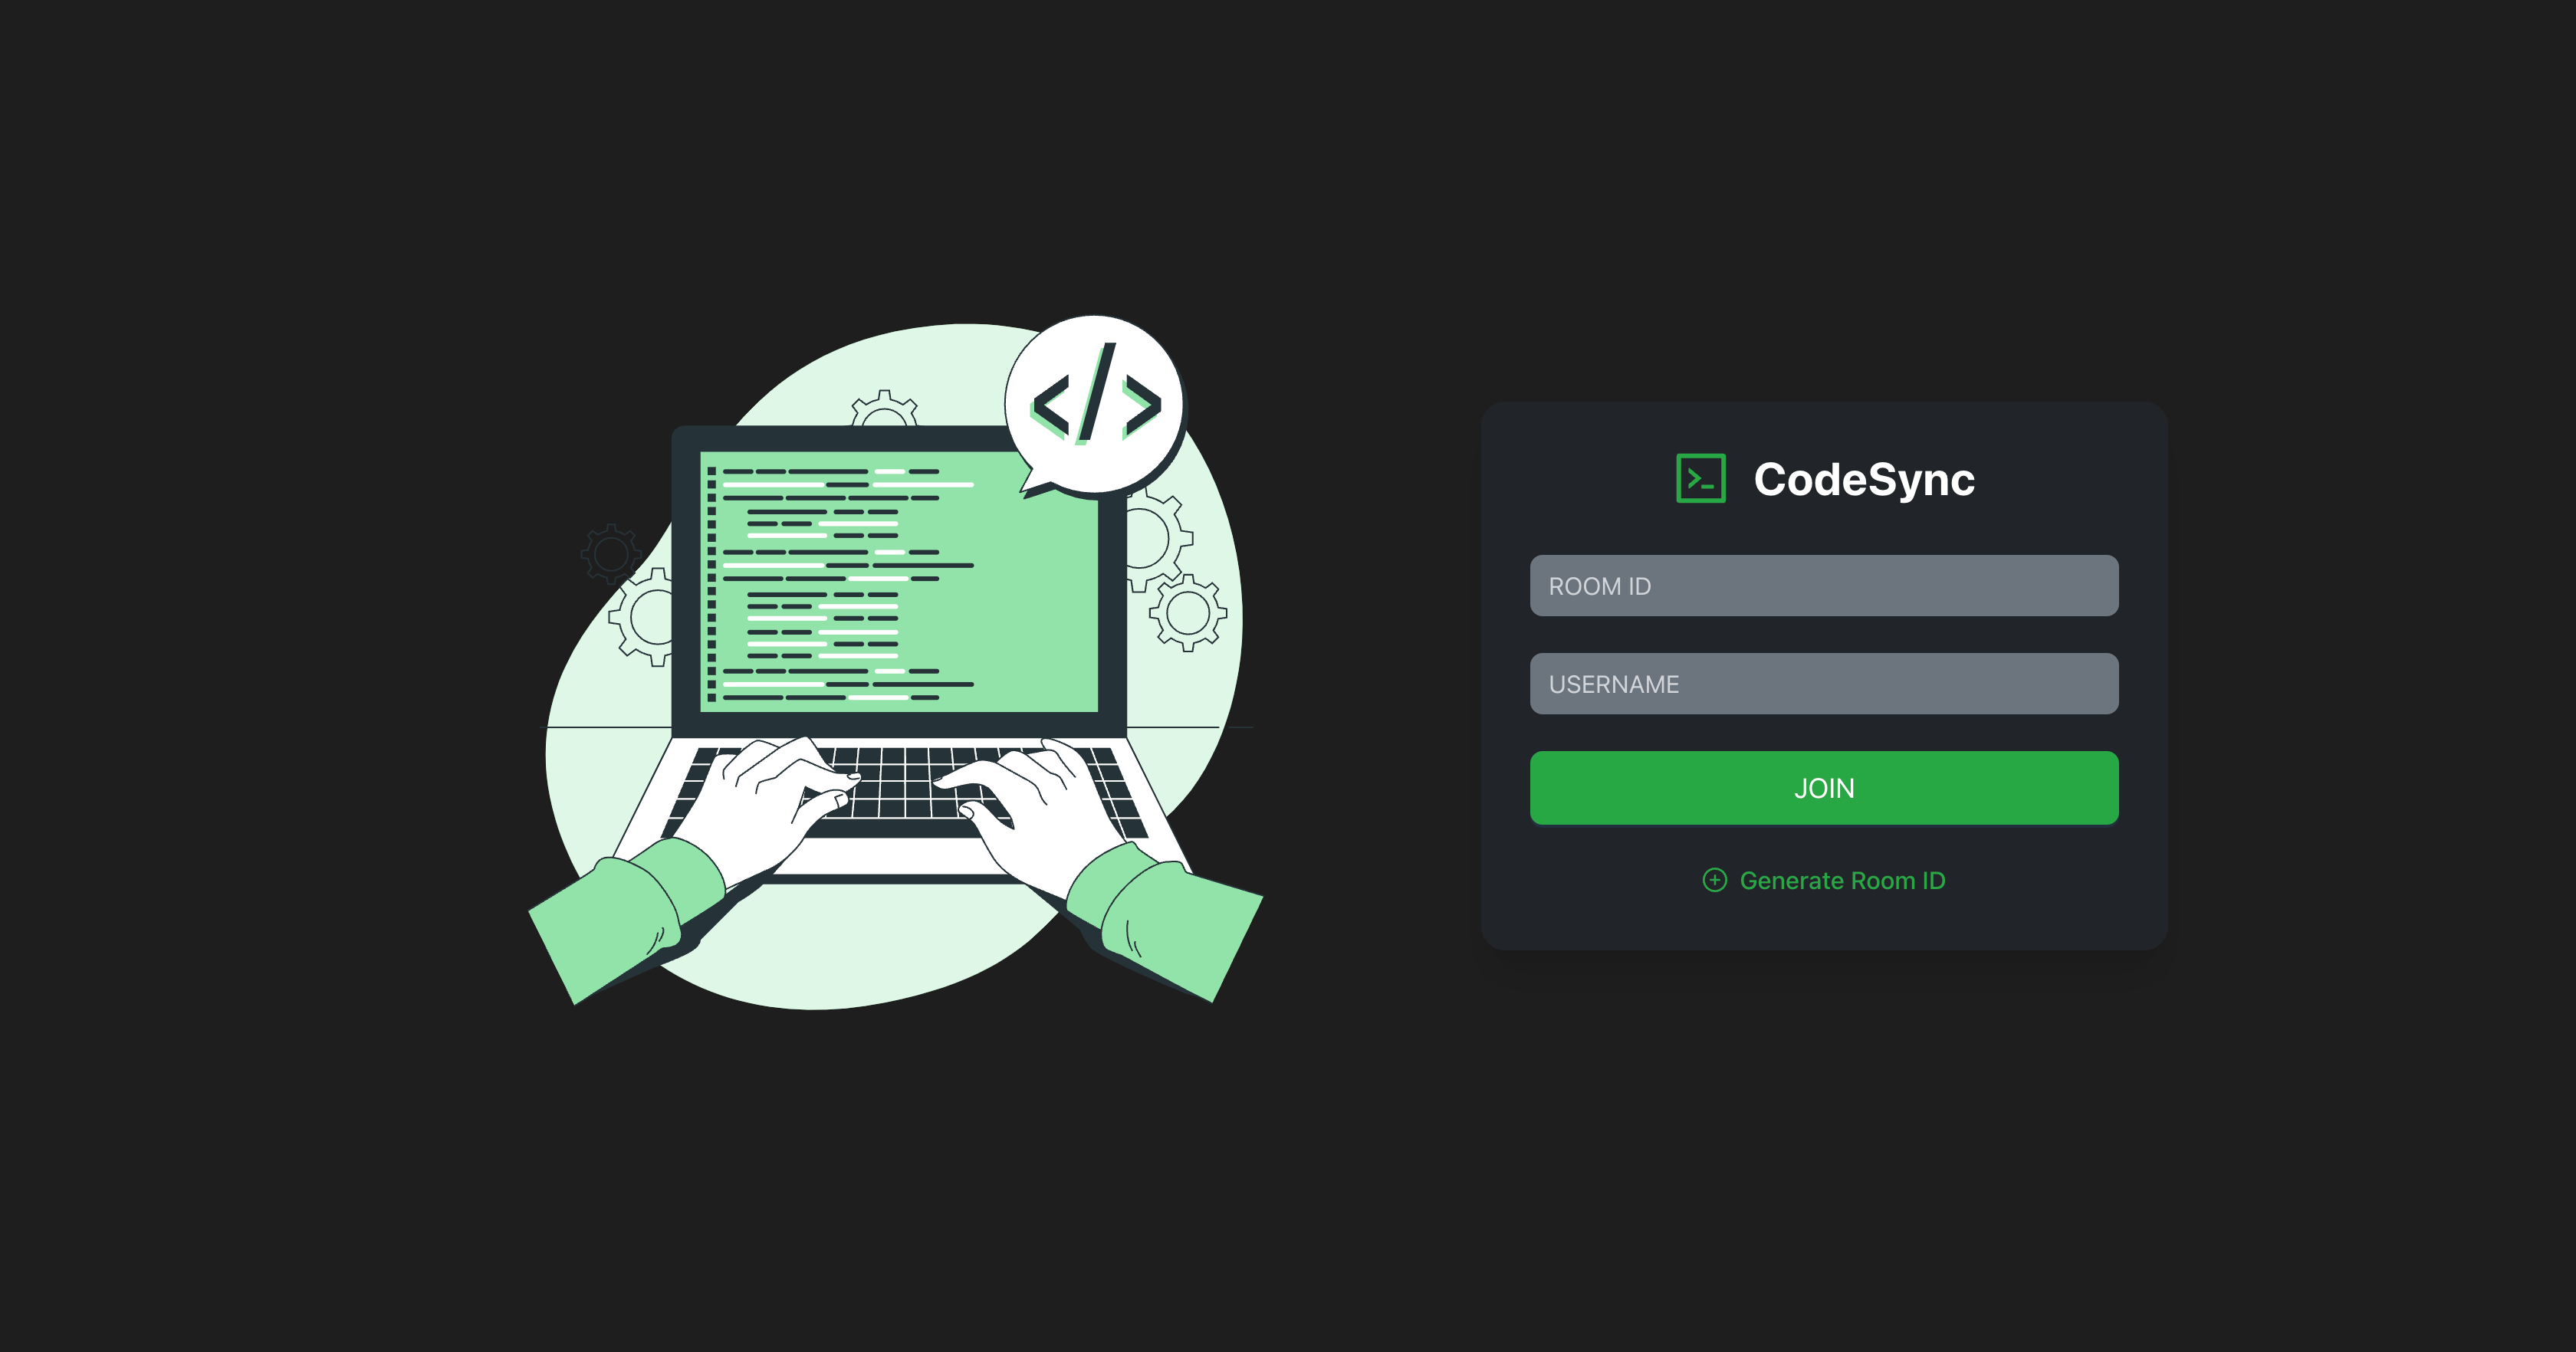 </>
CodeSync
ROOM ID
USERNAME
JOIN
Generate Room ID